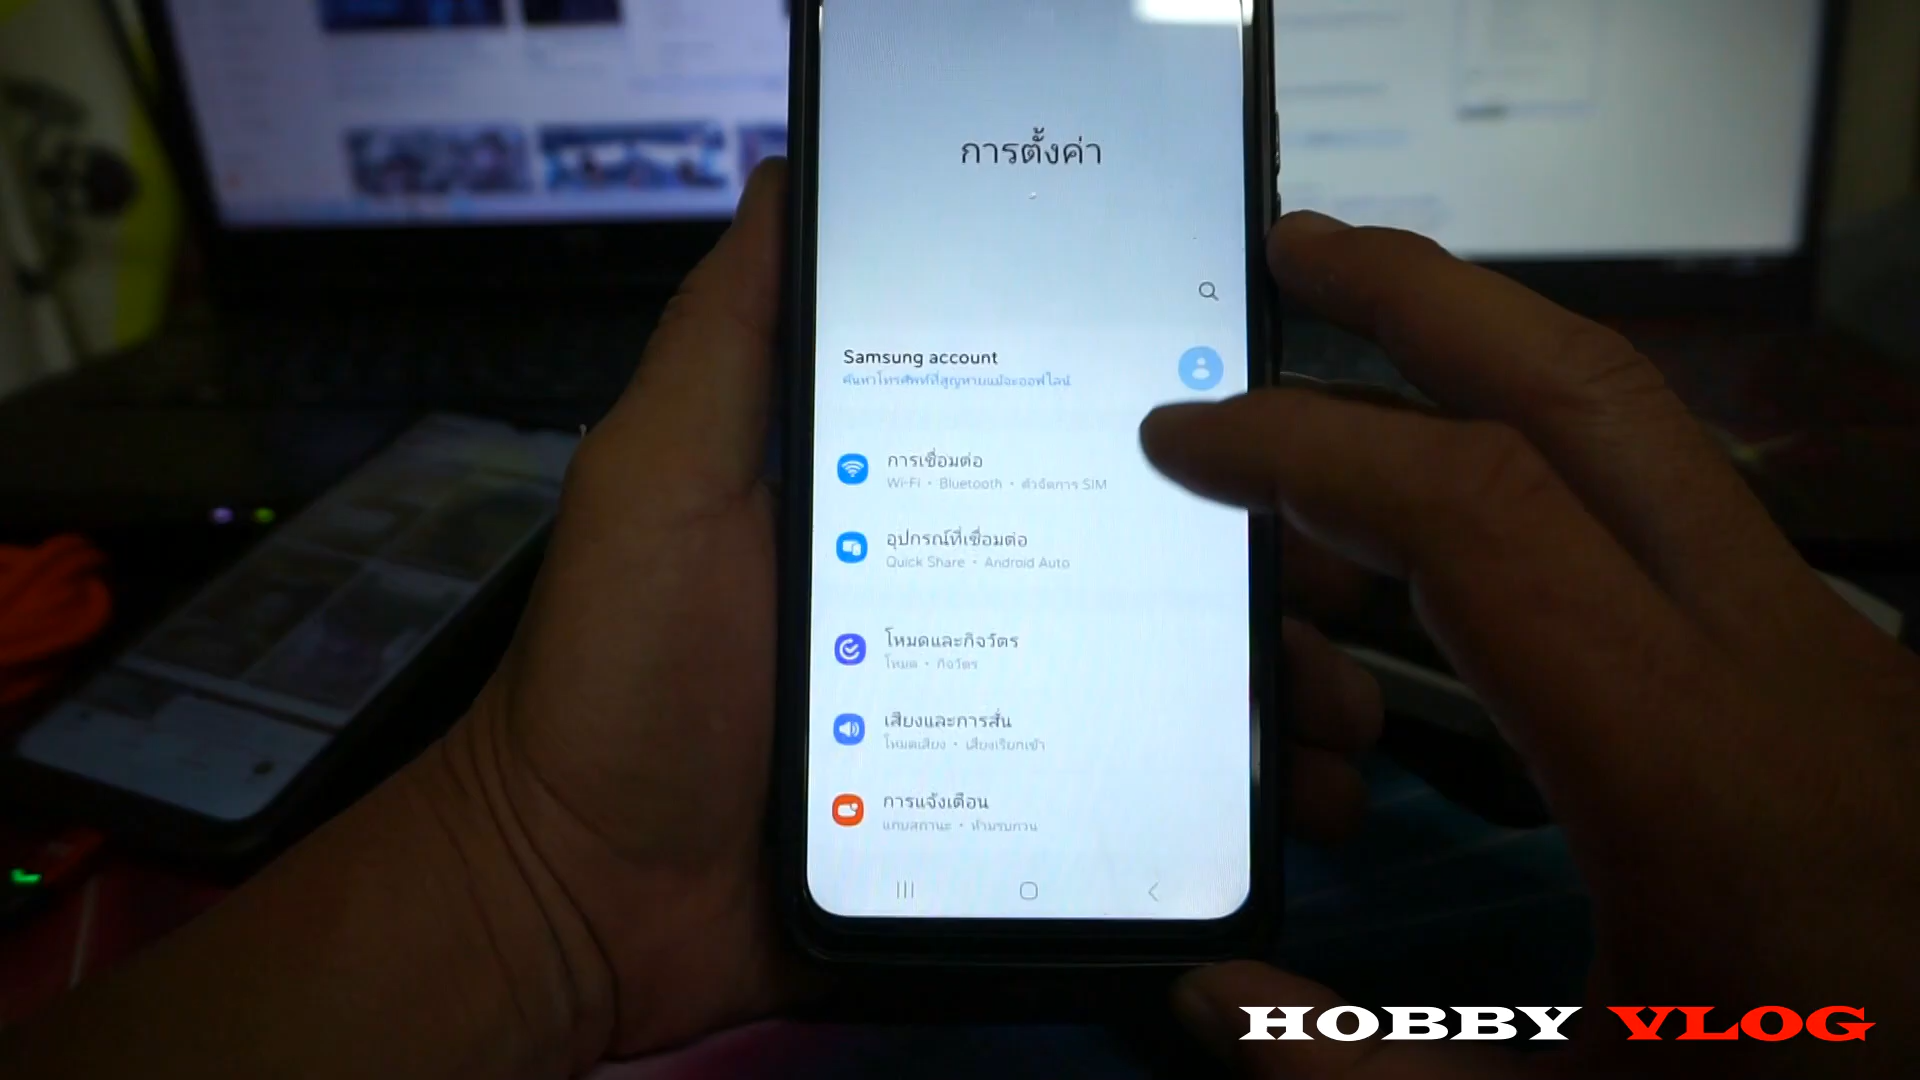 การตั้งค่า
Samsung account
ค้นหาโทรศัพท์ที่สูญหายแม้จะออฟไลน์
การเชื่อมต่อ
Wi-Fi • Bluetooth • ตัวจัดการ SIM
อุปกรณ์ที่เชื่อมต่อ
Quick Share • Android Auto
โหมดและกิจวัตร
โหมด • กิจวัตร
เสียงและการสั่น
โหมดเสียง • เสียงเรียกเข้า
การแจ้งเตือน
แถบสถานะ • ห้ามรบกวน
HOBBY VLOG